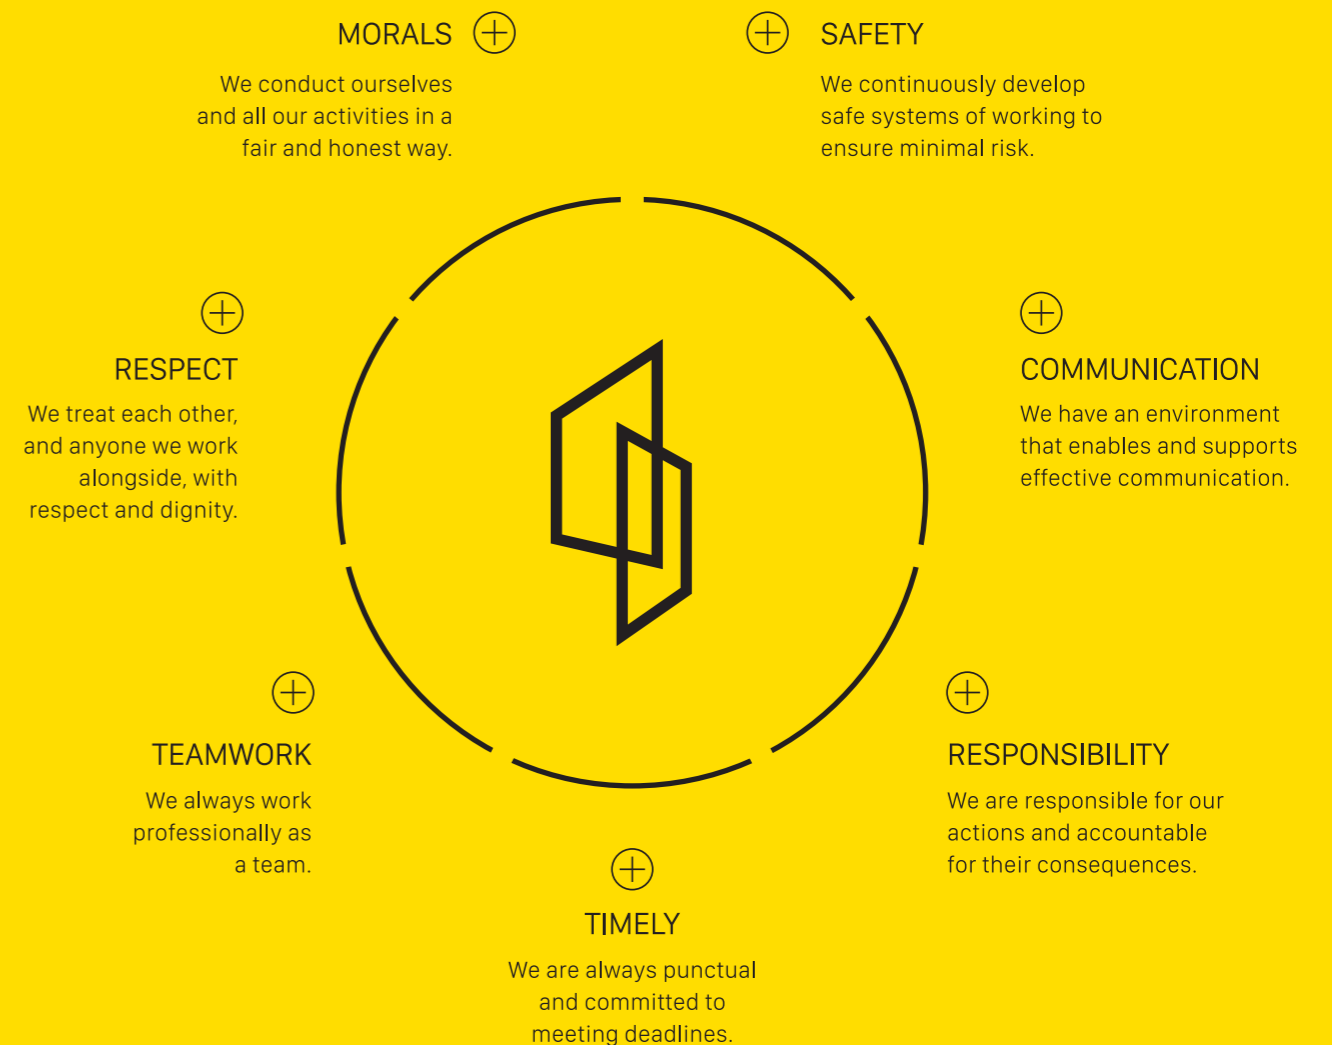 MORALS
We conduct ourselves
and all our activities in a
fair and honest way.
SAFETY
We continuously develop
safe systems of working to
ensure minimal risk.
RESPECT
We treat each other,
and anyone we work
alongside, with
respect and dignity.
COMMUNICATION
We have an environment
that enables and supports
effective communication.
TEAMWORK
We always work
professionally as
a team.
RESPONSIBILITY
We are responsible for our
actions and accountable
for their consequences.
TIMELY
We are always punctual
and committed to
meeting deadlines.